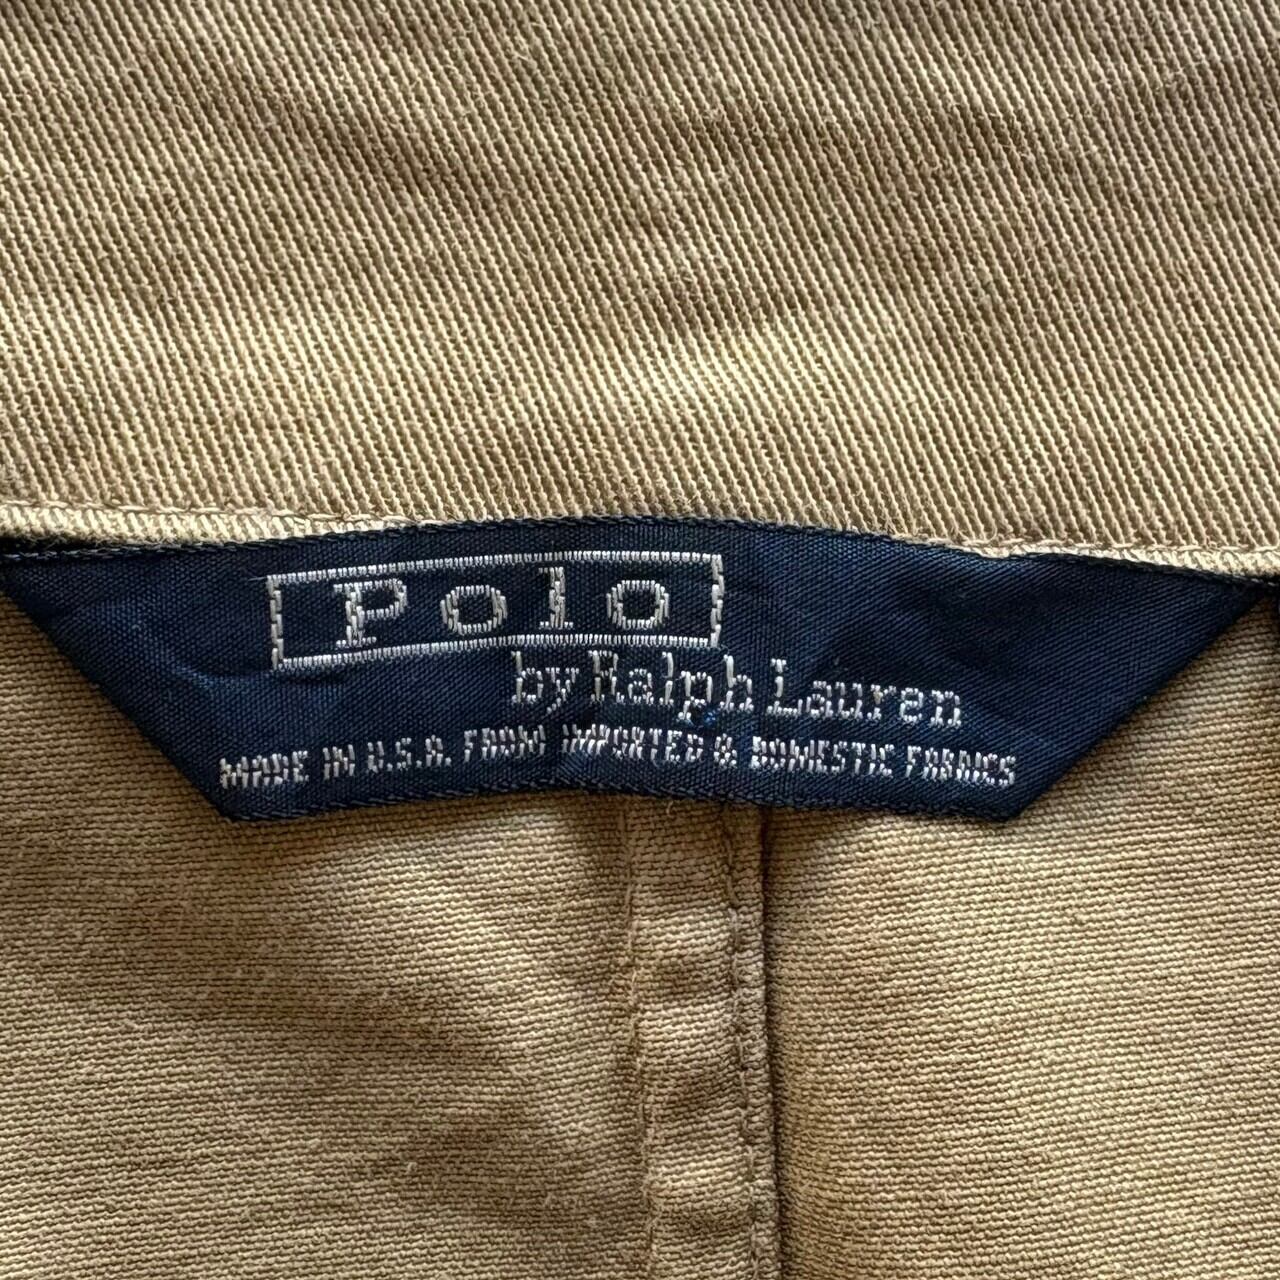 Polo
by Ralph Lauren
MADE IN U.S.A. FROM IMPORTED & DOMESTIC FABRICS